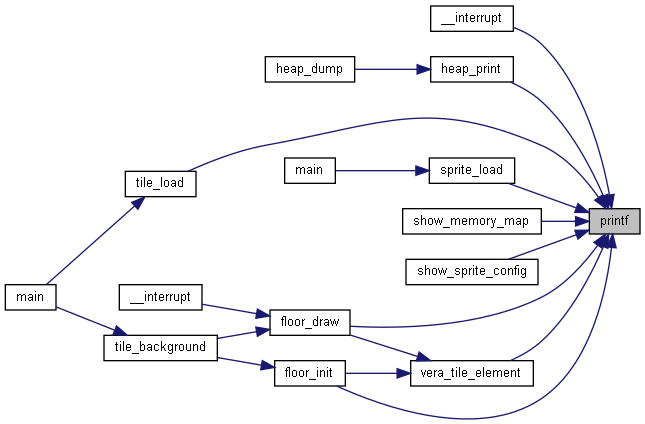 __interrupt
heap_dump
heap_print
main
sprite_load
tile_load
show_memory_map
printf
show_sprite_config
main
__interrupt
floor_draw
tile_background
floor_init
vera_tile_element